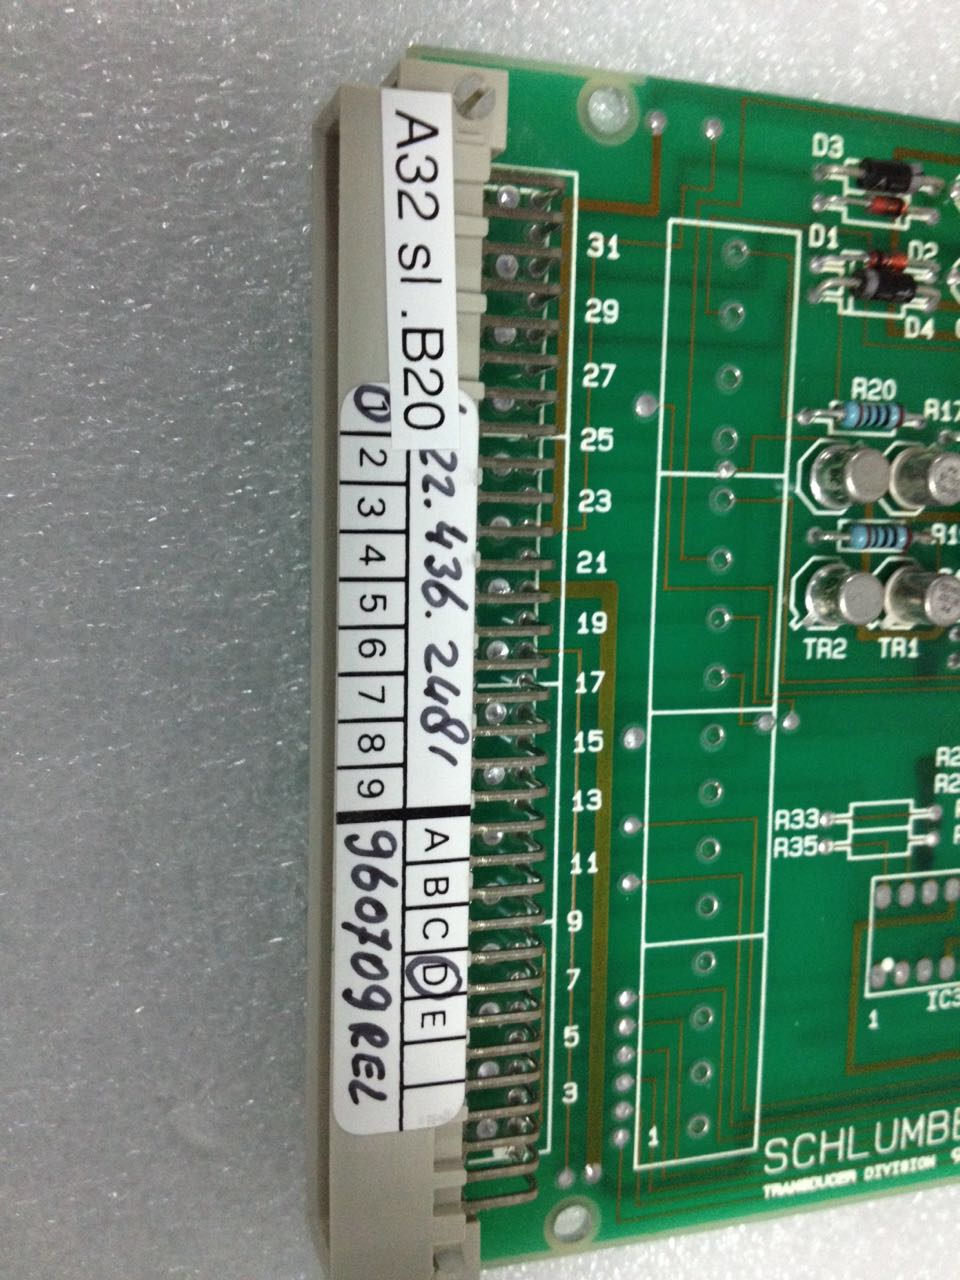 A32 sl .B20
22.436.2481
1 2 3 4 5 6 7 8 9
A B C D E
960709 REL
31
29
27
25
23
21
19
17
15
13
11
9
7
5
3
1
D3
D1
D2
D4
R20
R17
TR2
TR1
R33
R35
IC3
1
SCHLUMBE
TRANSDUCER DIVISION 9